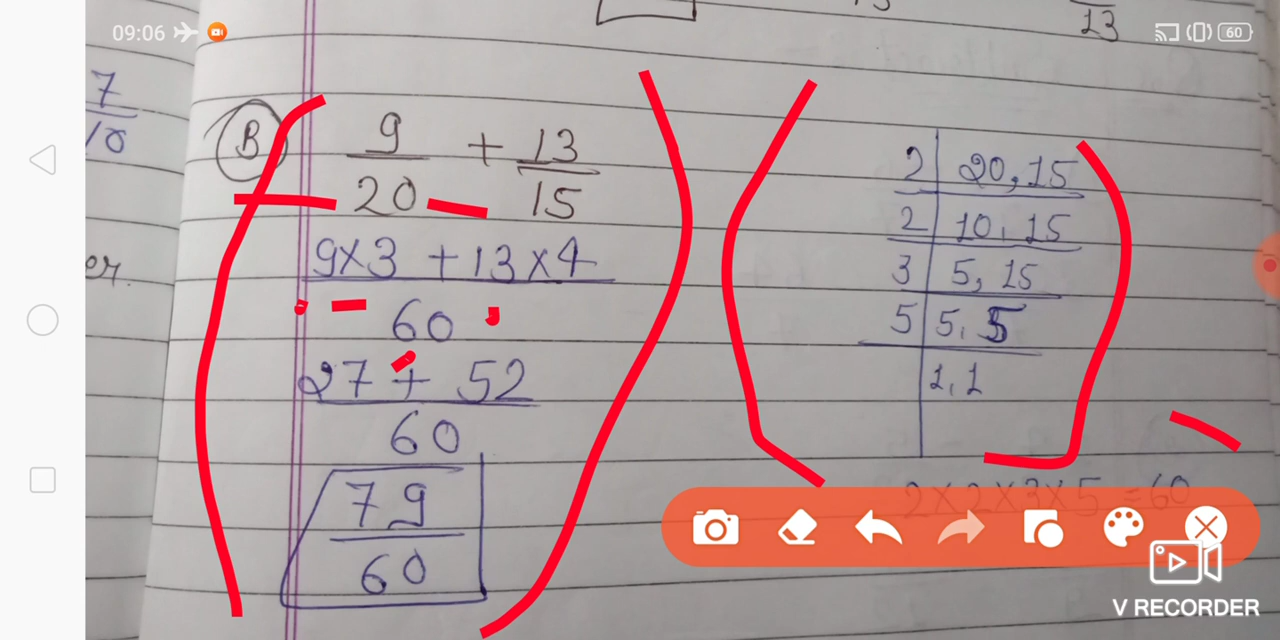 09:06
60
13
7
10
er.
B
9 + 13
20 15
9×3 + 13×4
60
27 + 52
60
79
60
2 | 20, 15
2 | 10, 15
3 | 5, 15
5 | 5, 5
1, 1
2×2×3×5 = 60
V RECORDER